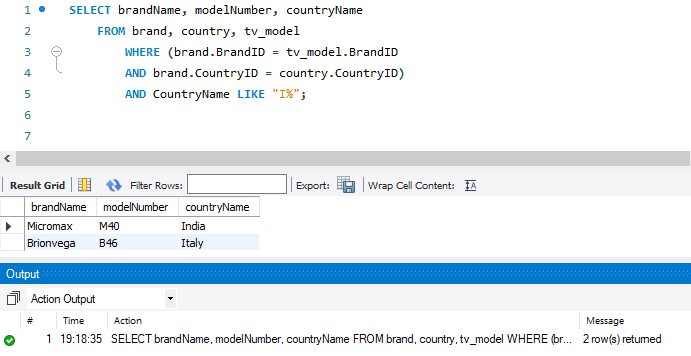 1 SELECT brandName, modelNumber, countryName
2 FROM brand, country, tv_model
3 WHERE (brand.BrandID = tv_model.BrandID
4 AND brand.CountryID = country.CountryID)
5 AND CountryName LIKE "I%";
6
7
Result Grid Filter Rows: Export: Wrap Cell Content: IA
brandName modelNumber countryName
Micromax M40 India
Brionvega B46 Italy
Output
Action Output
# Time Action Message
1 19:18:35 SELECT brandName, modelNumber, countryName FROM brand, country, tv_model WHERE (br... 2 row(s) returned